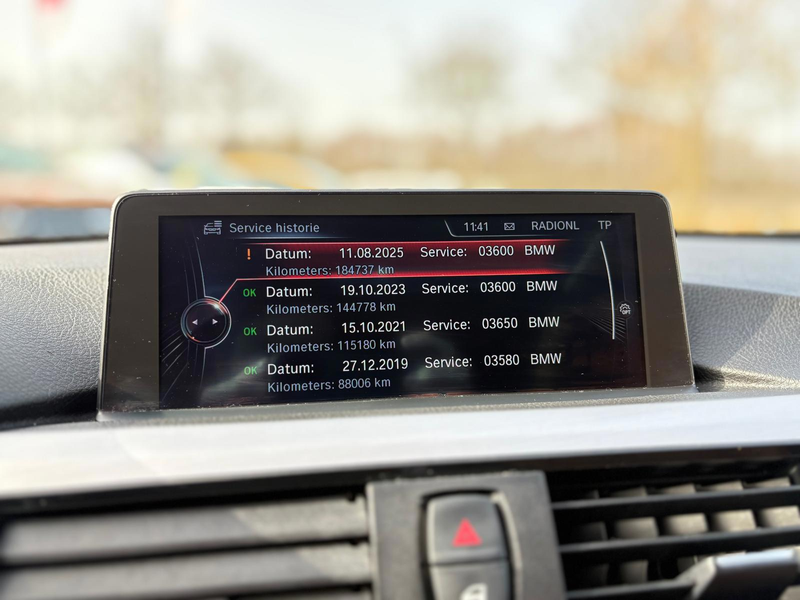 Service historie 11:41 RADIONL TP
! Datum: 11.08.2025 Service: 03600 BMW
Kilometers: 184737 km
OK Datum: 19.10.2023 Service: 03600 BMW
Kilometers: 144778 km
OK Datum: 15.10.2021 Service: 03650 BMW
Kilometers: 115180 km
OK Datum: 27.12.2019 Service: 03580 BMW
Kilometers: 88006 km